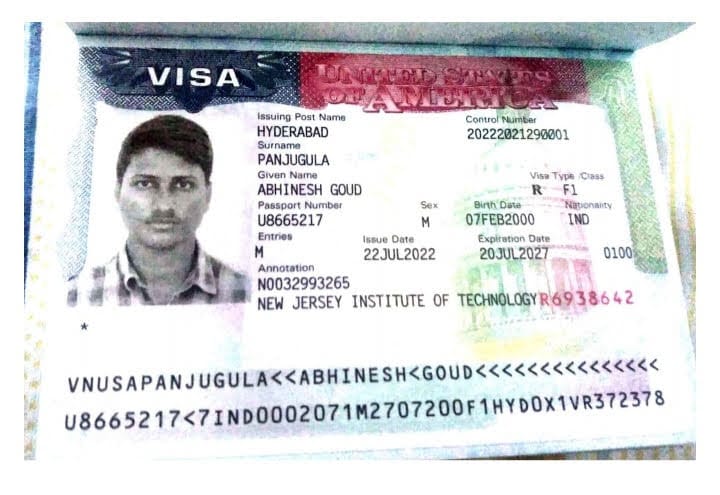 VISA UNITED STATES OF AMERICA
Issuing Post Name Control Number
HYDERABAD 20222021290001
Surname
PANJUGULA
Given Name Visa Type /Class
ABHINESH GOUD R F1
Passport Number Sex Birth Date Nationality
U8665217 M 07FEB2000 IND
Entries Issue Date Expiration Date
M 22JUL2022 20JUL2027 0100
Annotation
N0032993265
NEW JERSEY INSTITUTE OF TECHNOLOGY R6938642
*
VNUSAPANJUGULA<<ABHINESH<GOUD<<<<<<<<<<<<<<<
U8665217<7IND0002071M2707200F1HYD0X1VR372378